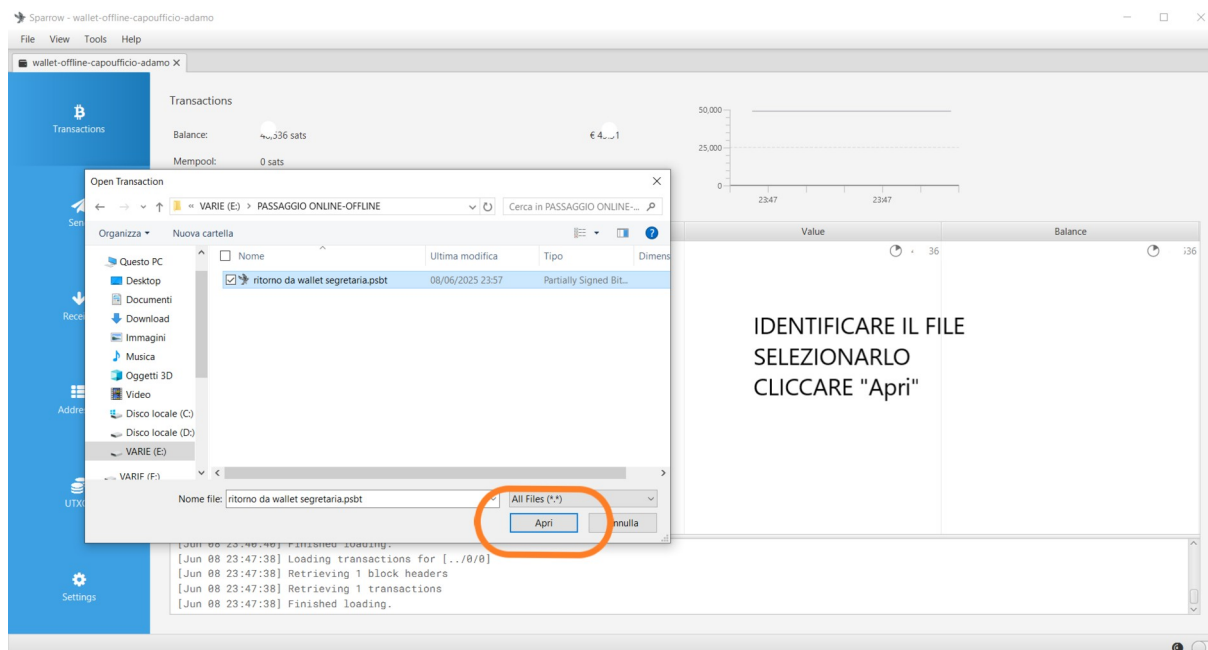 Sparrow - wallet-offline-capoufficio-adamo
File View Tools Help
wallet-offline-capoufficio-adamo
Transactions
Transactions
Balance:
sats
Mempool:
0 sats
50,000
25,000
0
23:47
23:47
Value
Balance
36
Open Transaction
« VARIE (E:) > PASSAGGIO ONLINE-OFFLINE
Cerca in PASSAGGIO ONLINE-...
Organizza
Nuova cartella
Questo PC
Desktop
Documenti
Download
Immagini
Musica
Oggetti 3D
Video
Disco locale (C:)
Disco locale (D:)
VARIE (E:)
Nome
Ultima modifica
Tipo
Dimens
ritorno da wallet segretaria.psbt
08/06/2025 23:57
Partially Signed Bit...
Nome file:
ritorno da wallet segretaria.psbt
All Files (*.*)
Apri
IDENTIFICARE IL FILE
SELEZIONARLO
CLICCARE "Apri"
[Jun 08 23:47:38] Loading transactions for [../0/0]
[Jun 08 23:47:38] Retrieving 1 block headers
[Jun 08 23:47:38] Retrieving 1 transactions
[Jun 08 23:47:38] Finished loading.
Settings